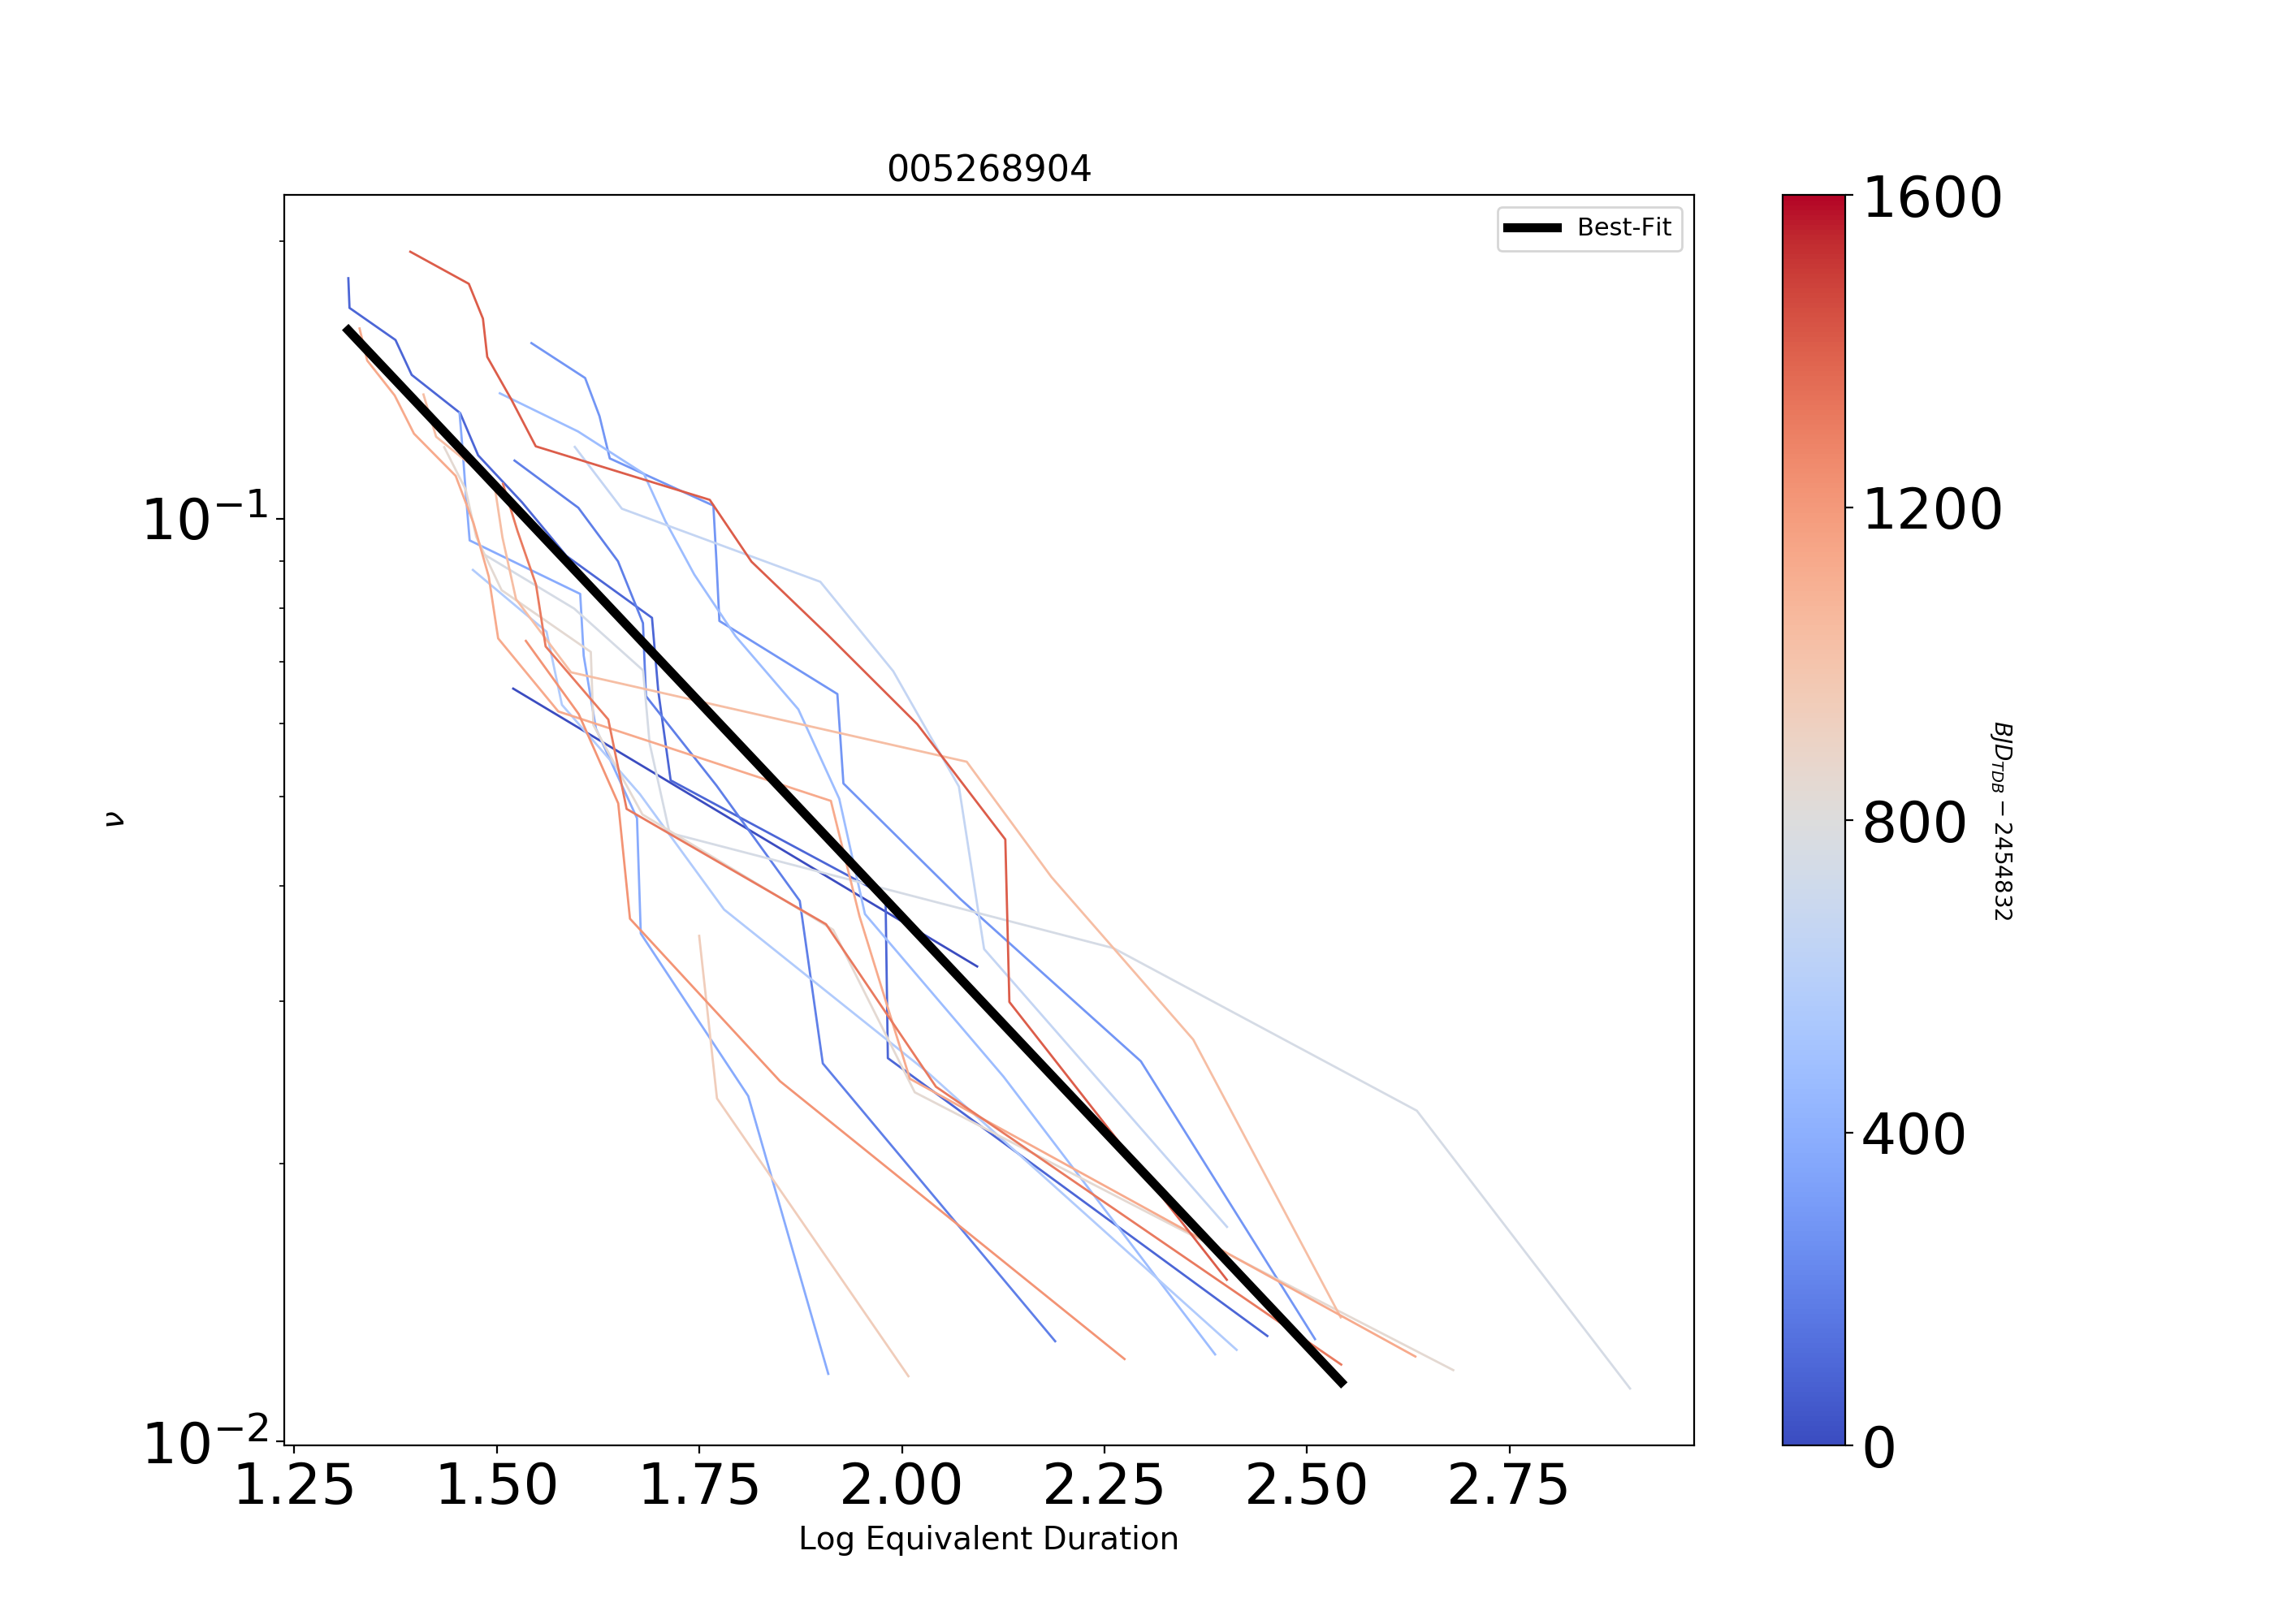 005268904
Best-Fit
10⁻¹
10⁻²
ν
1.25 1.50 1.75 2.00 2.25 2.50 2.75
Log Equivalent Duration
1600
1200
800
400
0
BJD_TDB − 2454832